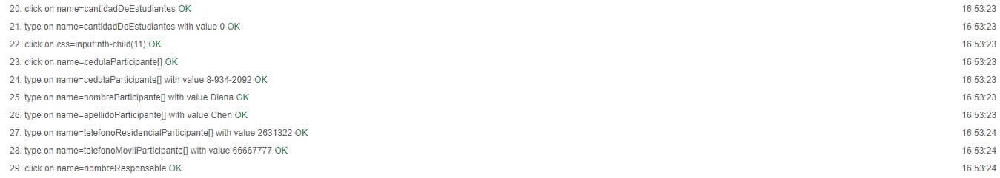 20. click on name=cantidadDeEstudiantes OK 16:53:23
21. type on name=cantidadDeEstudiantes with value 0 OK 16:53:23
22. click on css=input:nth-child(11) OK 16:53:23
23. click on name=cedulaParticipante[] OK 16:53:23
24. type on name=cedulaParticipante[] with value 8-934-2092 OK 16:53:23
25. type on name=nombreParticipante[] with value Diana OK 16:53:23
26. type on name=apellidoParticipante[] with value Chen OK 16:53:23
27. type on name=telefonoResidencialParticipante[] with value 2631322 OK 16:53:24
28. type on name=telefonoMovilParticipante[] with value 66667777 OK 16:53:24
29. click on name=nombreResponsable OK 16:53:24